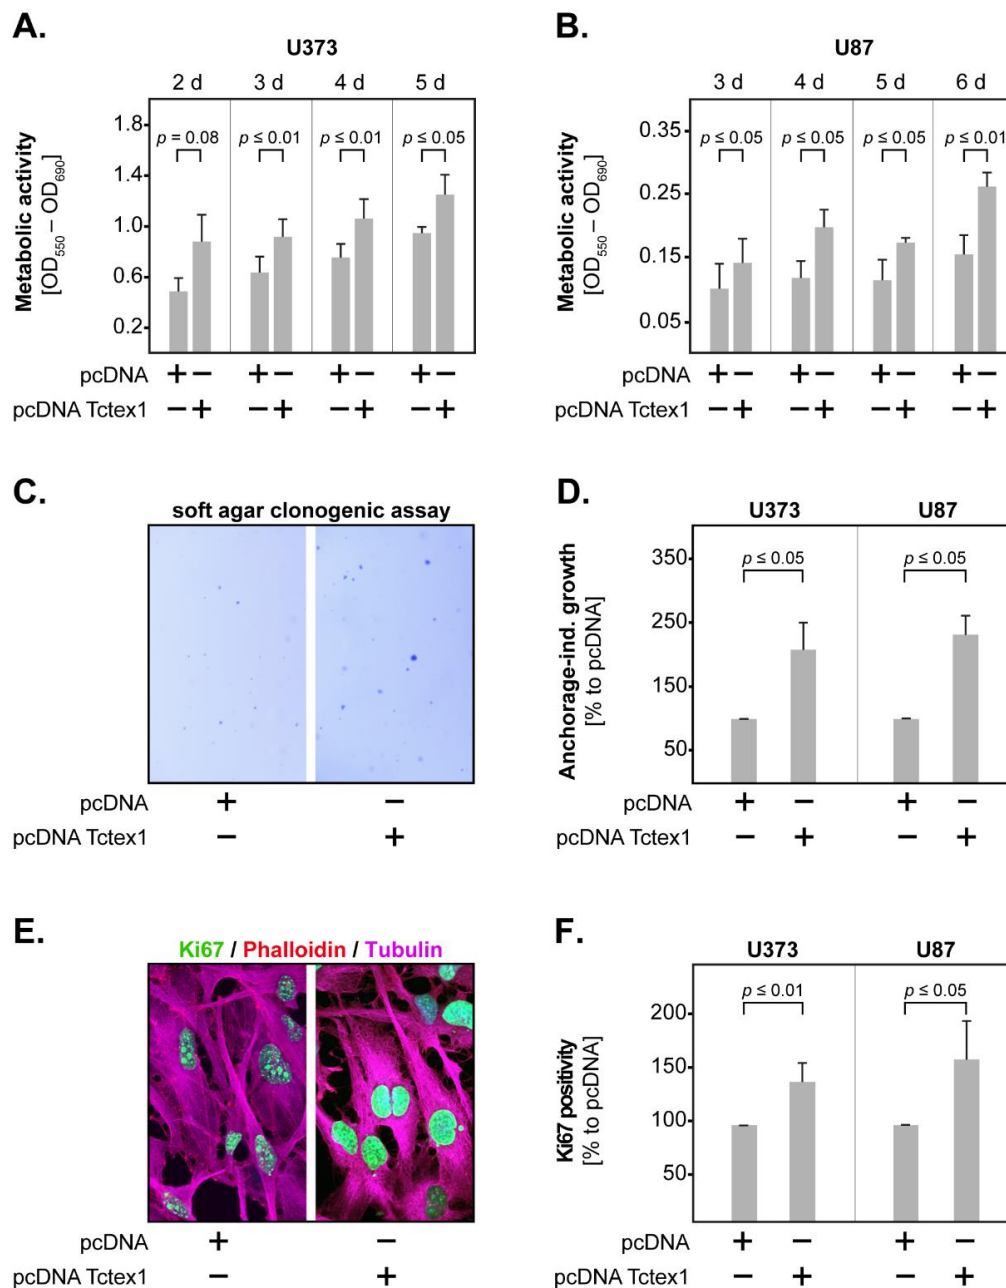 A.
U373
2 d 3 d 4 d 5 d
Metabolic activity
[OD550 – OD690]
1.8
1.4
1.0
0.6
0.2
p = 0.08 p ≤ 0.01 p ≤ 0.01 p ≤ 0.05
pcDNA + − + − + − + −
pcDNA Tctex1 − + − + − + − +
B.
U87
3 d 4 d 5 d 6 d
Metabolic activity
[OD550 – OD690]
0.35
0.25
0.15
0.05
p ≤ 0.05 p ≤ 0.05 p ≤ 0.05 p ≤ 0.01
pcDNA + − + − + − + −
pcDNA Tctex1 − + − + − + − +
C.
soft agar clonogenic assay
pcDNA + −
pcDNA Tctex1 − +
D.
U373 U87
Anchorage-ind. growth
[% to pcDNA]
350
250
150
50
p ≤ 0.05 p ≤ 0.05
pcDNA + − + −
pcDNA Tctex1 − + − +
E.
Ki67 / Phalloidin / Tubulin
pcDNA + −
pcDNA Tctex1 − +
F.
U373 U87
Ki67 positivity
[% to pcDNA]
200
150
100
50
p ≤ 0.01 p ≤ 0.05
pcDNA + − + −
pcDNA Tctex1 − + − +